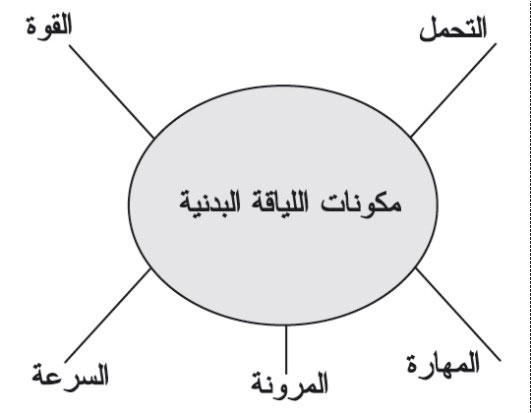 التحمل
القوة
مكونات اللياقة البدنية
المهارة
المرونة
السرعة